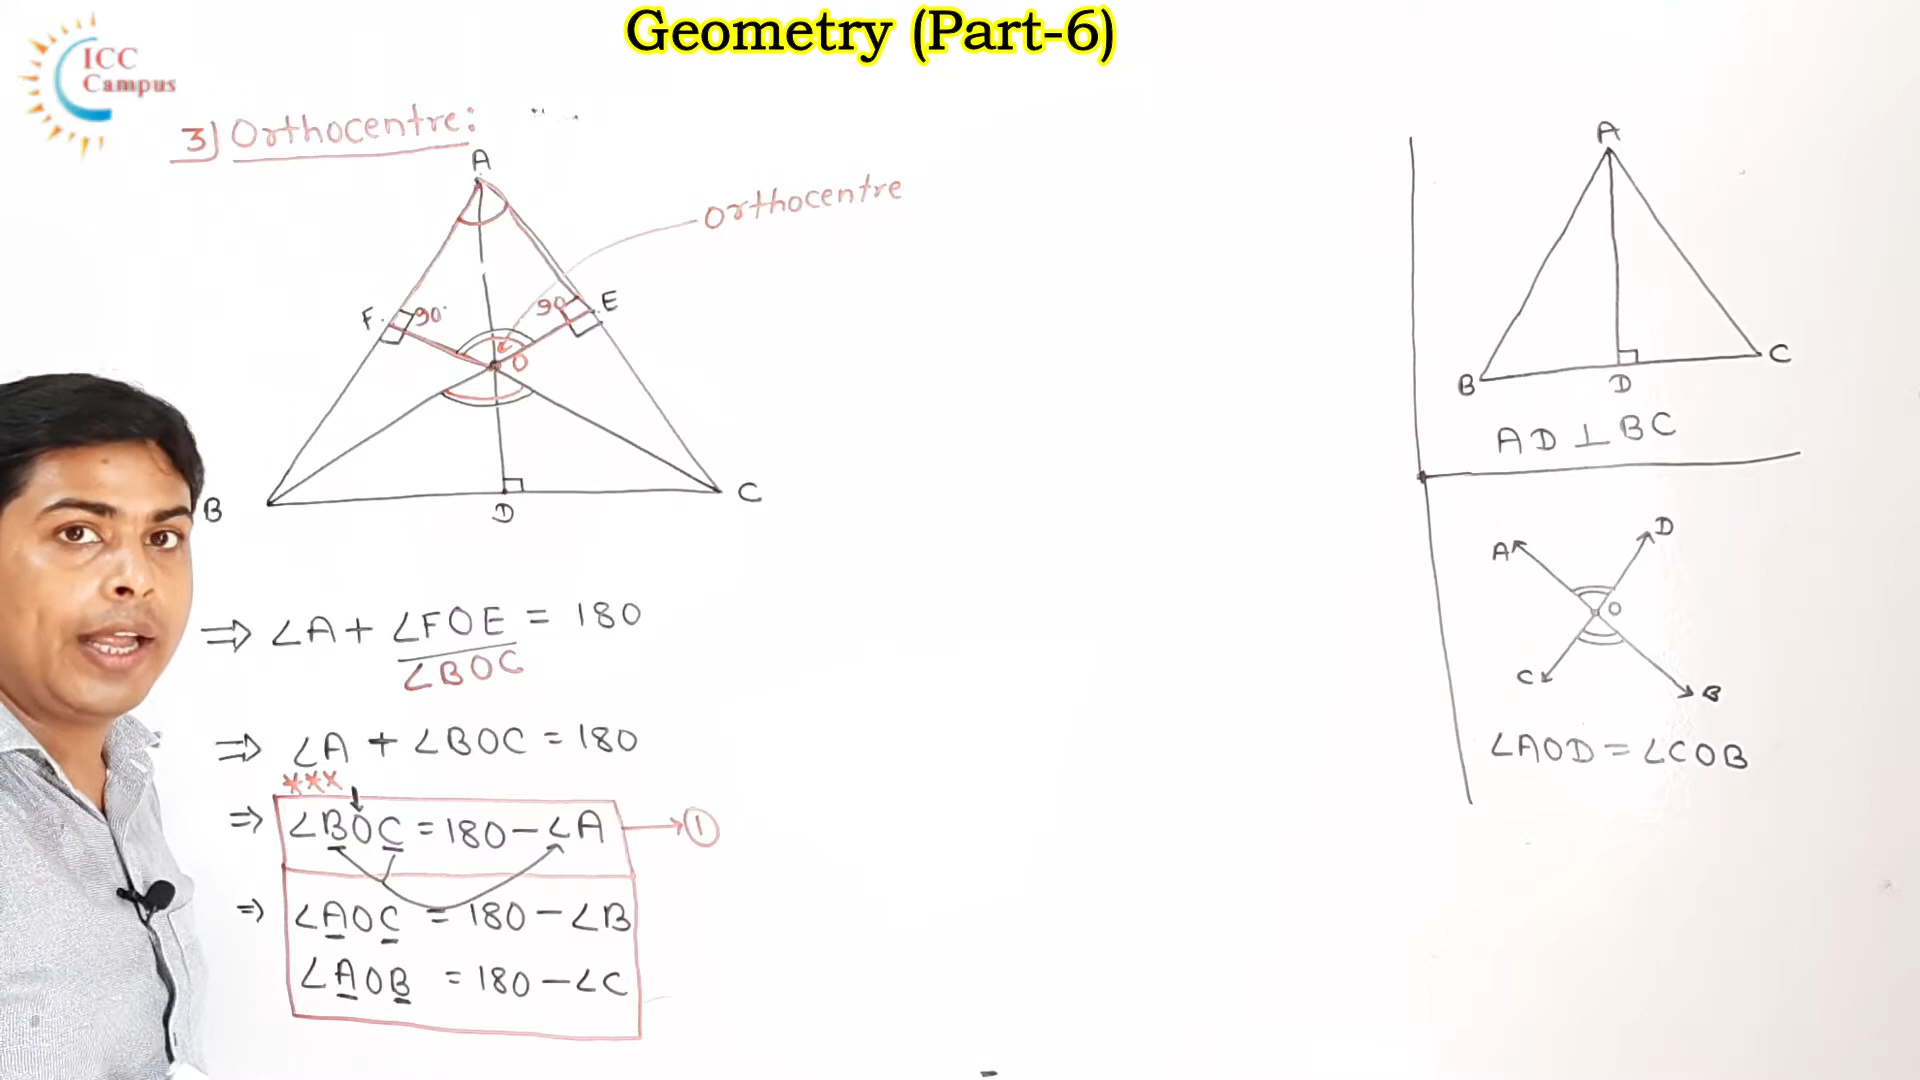 Geometry (Part-6)
ICC
Campus
3) Orthocentre:
A
orthocentre
F
90°
90
E
O
B
D
C
⇒ ∠A + ∠FOE = 180
∠BOC
⇒ ∠A + ∠BOC = 180
***
⇒ ∠BOC = 180 - ∠A → ①
⇒ ∠AOC = 180 - ∠B
∠AOB = 180 - ∠C
A
B
D
C
AD ⊥ BC
A
D
O
C
B
∠AOD = ∠COB